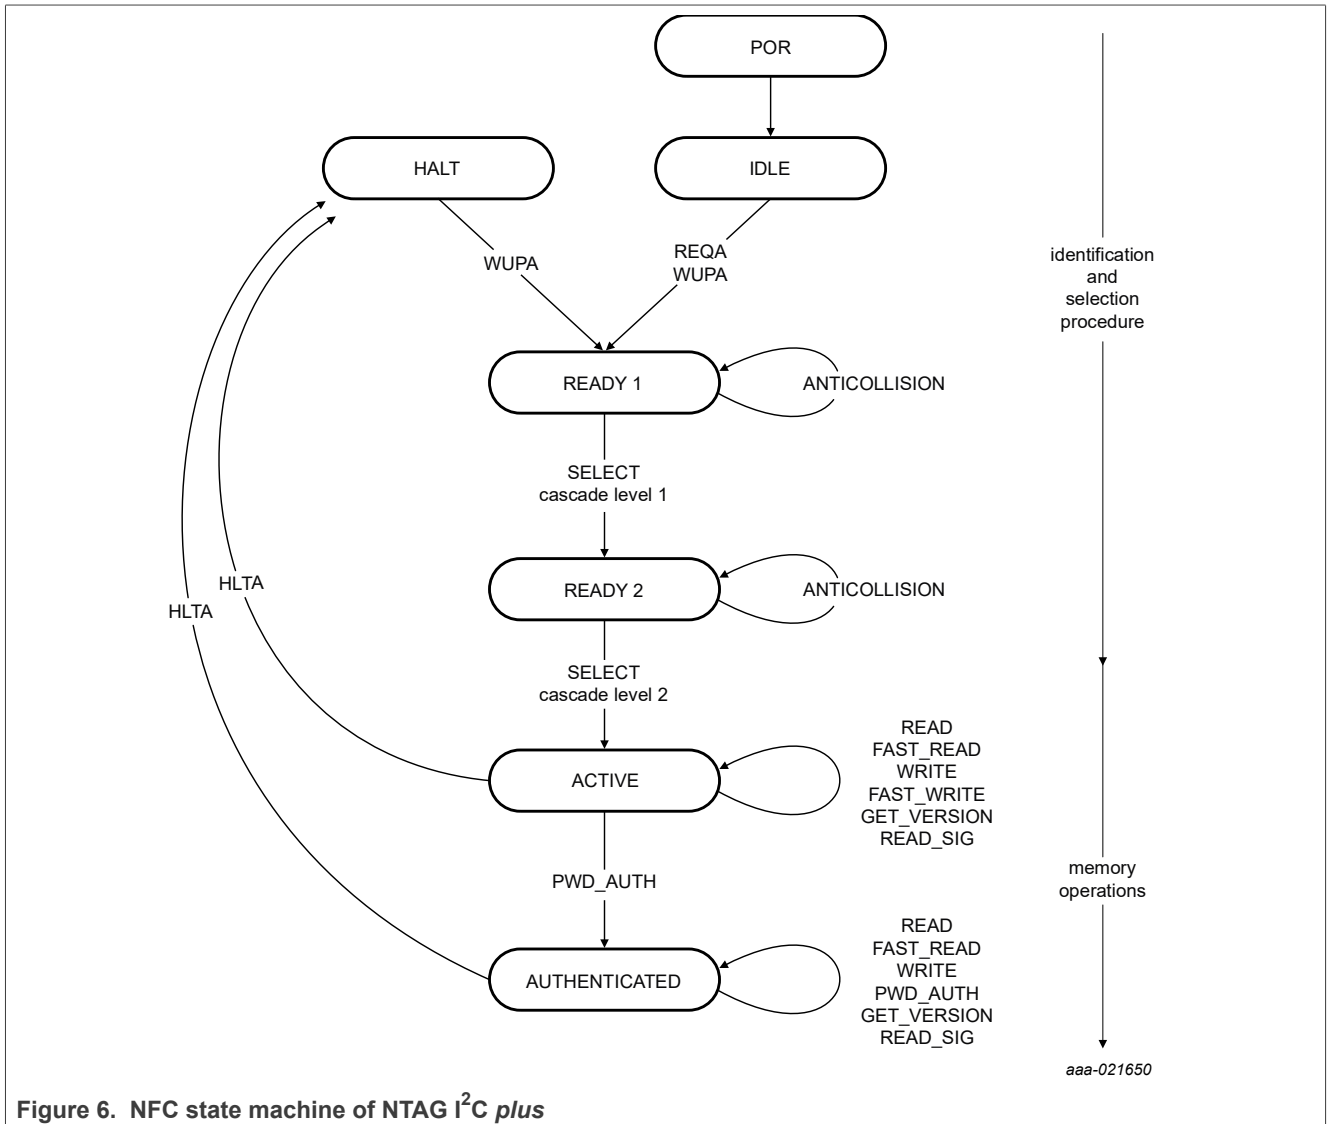 POR
HALT
IDLE
WUPA
REQA
WUPA
identification
and
selection
procedure
READY 1
ANTICOLLISION
SELECT
cascade level 1
READY 2
ANTICOLLISION
HLTA
HLTA
SELECT
cascade level 2
ACTIVE
READ
FAST_READ
WRITE
FAST_WRITE
GET_VERSION
READ_SIG
PWD_AUTH
memory
operations
AUTHENTICATED
READ
FAST_READ
WRITE
PWD_AUTH
GET_VERSION
READ_SIG
aaa-021650
Figure 6. NFC state machine of NTAG I²C plus